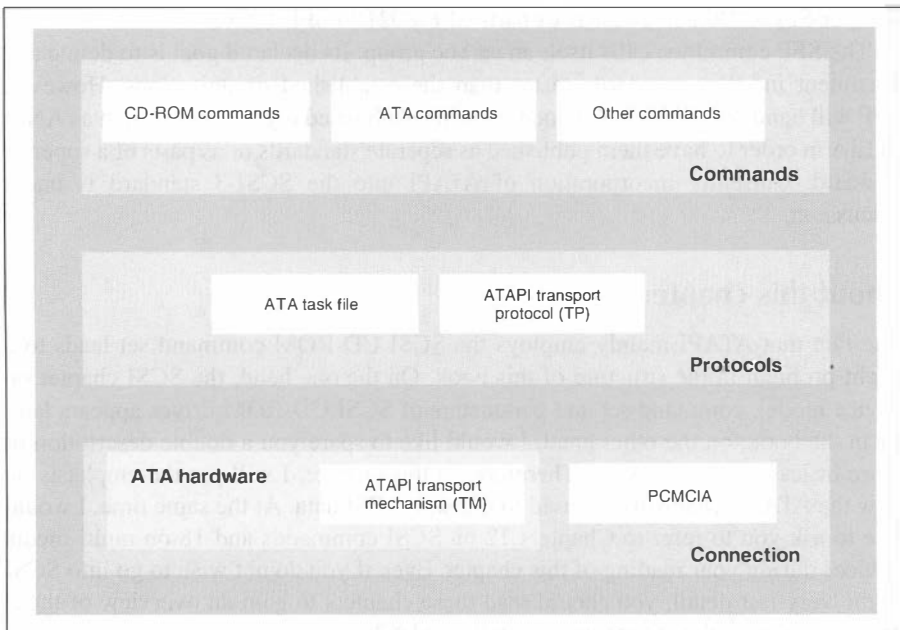 CD-ROM commands
ATA commands
Other commands
Commands
ATA task file
ATAPI transport
protocol (TP)
Protocols
ATA hardware
ATAPI transport
mechanism (TM)
PCMCIA
Connection